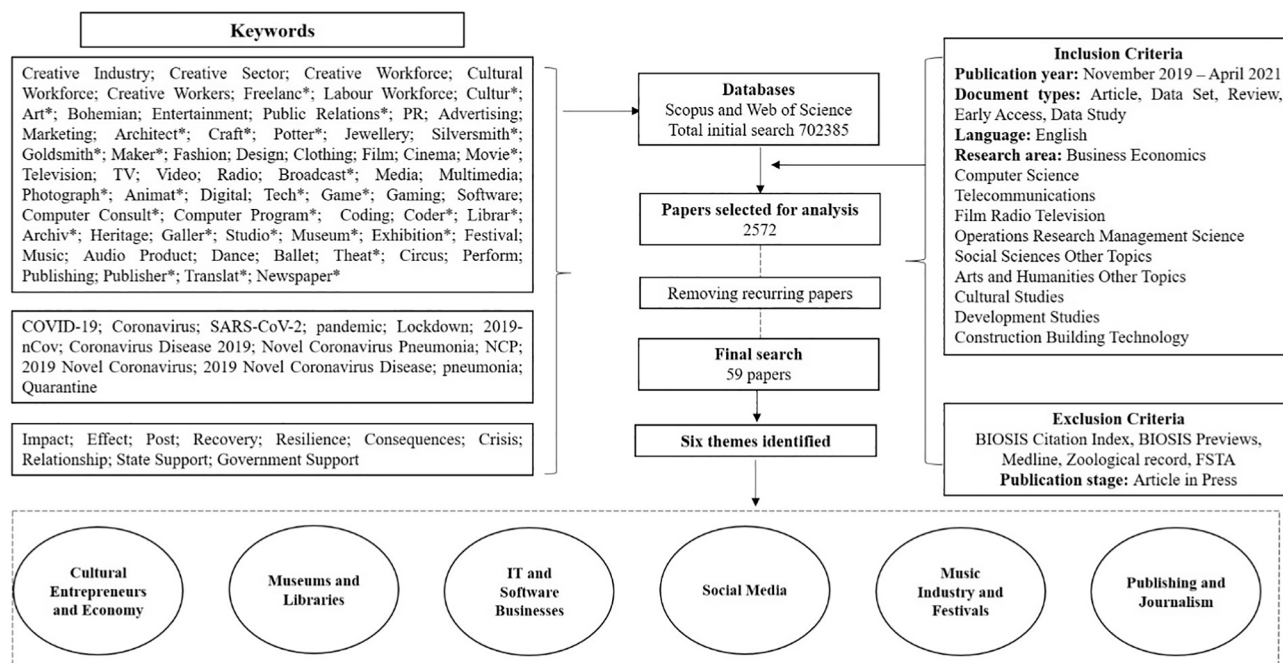 Keywords
Creative Industry; Creative Sector; Creative Workforce; Cultural
Workforce; Creative Workers; Freelanc*; Labour Workforce; Cultur*;
Art*; Bohemian; Entertainment; Public Relations*; PR; Advertising;
Marketing; Architect*; Craft*; Potter*; Jewellery; Silversmith*;
Goldsmith*; Maker*; Fashion; Design; Clothing; Film; Cinema; Movie*;
Television; TV; Video; Radio; Broadcast*; Media; Multimedia;
Photograph*; Animat*; Digital; Tech*; Game*; Gaming; Software;
Computer Consult*; Computer Program*; Coding; Coder*; Librar*;
Archiv*; Heritage; Galler*; Studio*; Museum*; Exhibition*; Festival;
Music; Audio Product; Dance; Ballet; Theat*; Circus; Perform;
Publishing; Publisher*; Translat*; Newspaper*
COVID-19; Coronavirus; SARS-CoV-2; pandemic; Lockdown; 2019-
nCov; Coronavirus Disease 2019; Novel Coronavirus Pneumonia; NCP;
2019 Novel Coronavirus; 2019 Novel Coronavirus Disease; pneumonia;
Quarantine
Impact; Effect; Post; Recovery; Resilience; Consequences; Crisis;
Relationship; State Support; Government Support
Databases
Scopus and Web of Science
Total initial search 702385
Papers selected for analysis
2572
Removing recurring papers
Final search
59 papers
Six themes identified
Inclusion Criteria
Publication year: November 2019 – April 2021
Document types: Article, Data Set, Review,
Early Access, Data Study
Language: English
Research area: Business Economics
Computer Science
Telecommunications
Film Radio Television
Operations Research Management Science
Social Sciences Other Topics
Arts and Humanities Other Topics
Cultural Studies
Development Studies
Construction Building Technology
Exclusion Criteria
BIOSIS Citation Index, BIOSIS Previews,
Medline, Zoological record, FSTA
Publication stage: Article in Press
Cultural
Entrepreneurs
and Economy
Museums and
Libraries
IT and
Software
Businesses
Social Media
Music
Industry and
Festivals
Publishing and
Journalism